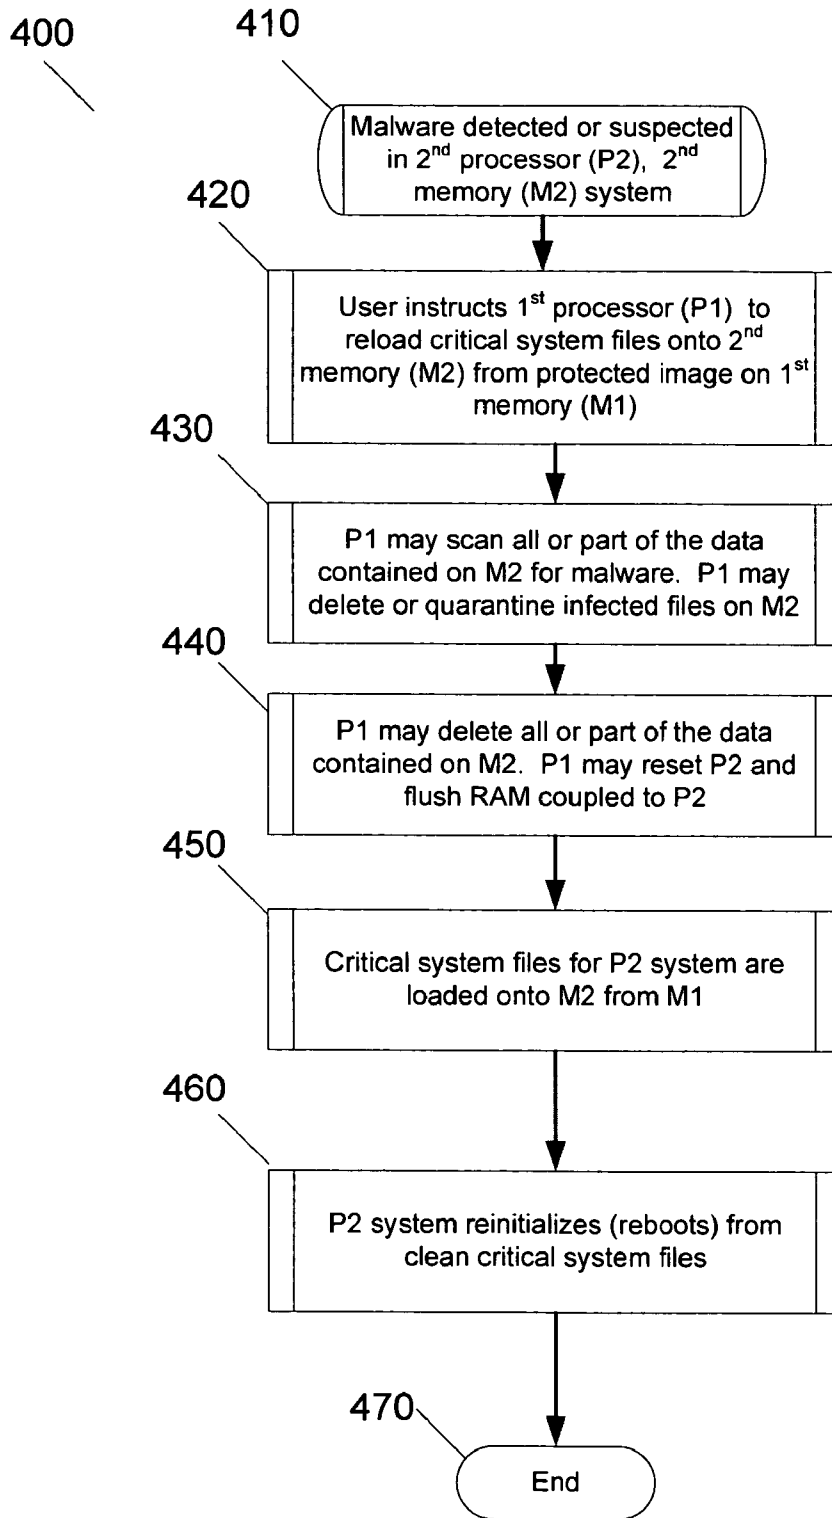 400
410
Malware detected or suspected
in 2nd processor (P2), 2nd
memory (M2) system
420
User instructs 1st processor (P1) to
reload critical system files onto 2nd
memory (M2) from protected image on 1st
memory (M1)
430
P1 may scan all or part of the data
contained on M2 for malware. P1 may
delete or quarantine infected files on M2
440
P1 may delete all or part of the data
contained on M2. P1 may reset P2 and
flush RAM coupled to P2
450
Critical system files for P2 system are
loaded onto M2 from M1
460
P2 system reinitializes (reboots) from
clean critical system files
470
End